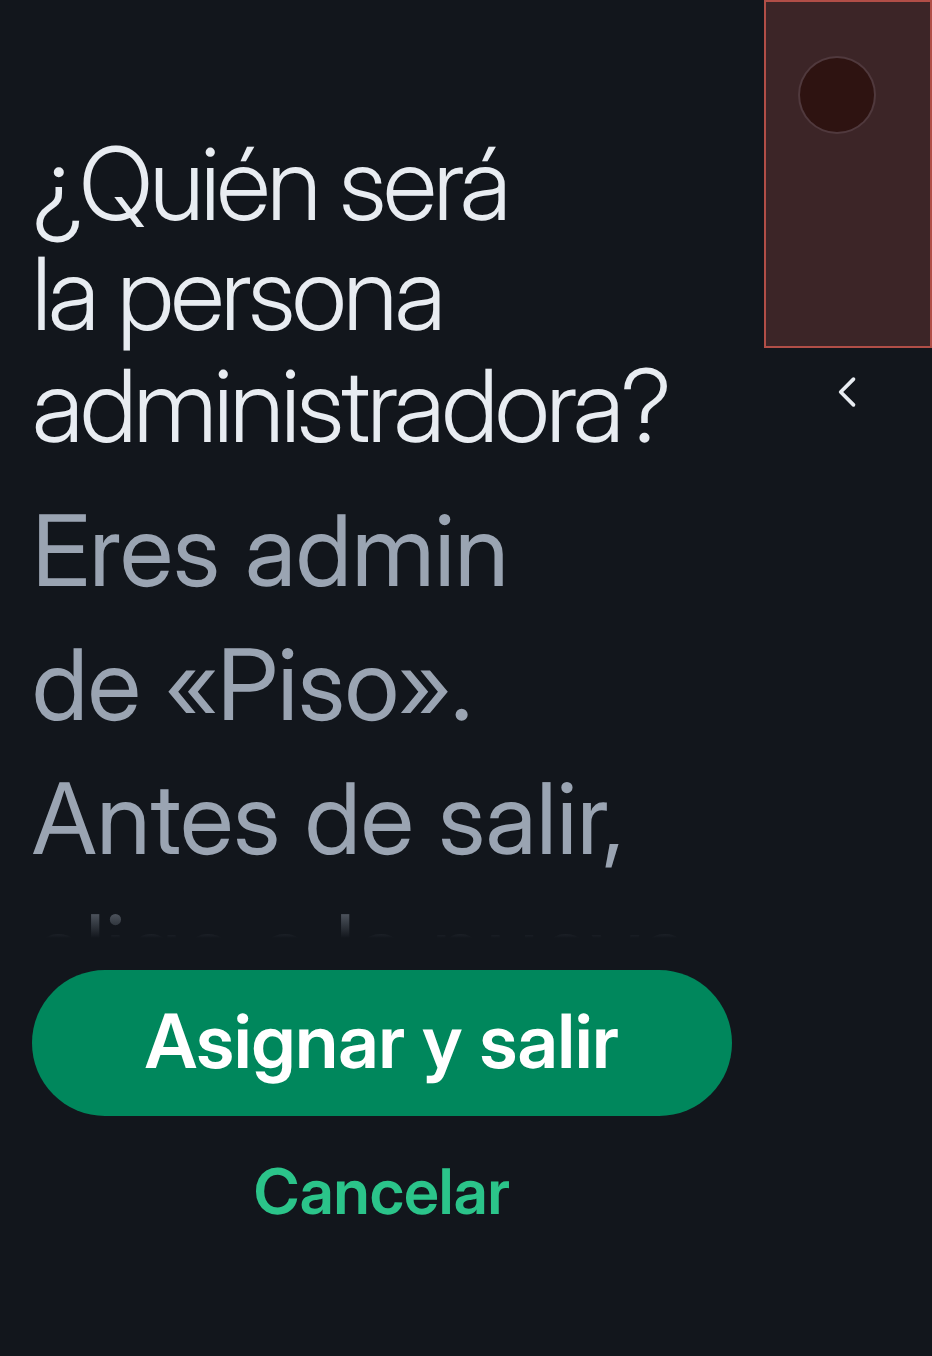 ¿Quién será
la persona
administradora?
Eres admin
de «Piso».
Antes de salir,
Asignar y salir
Cancelar